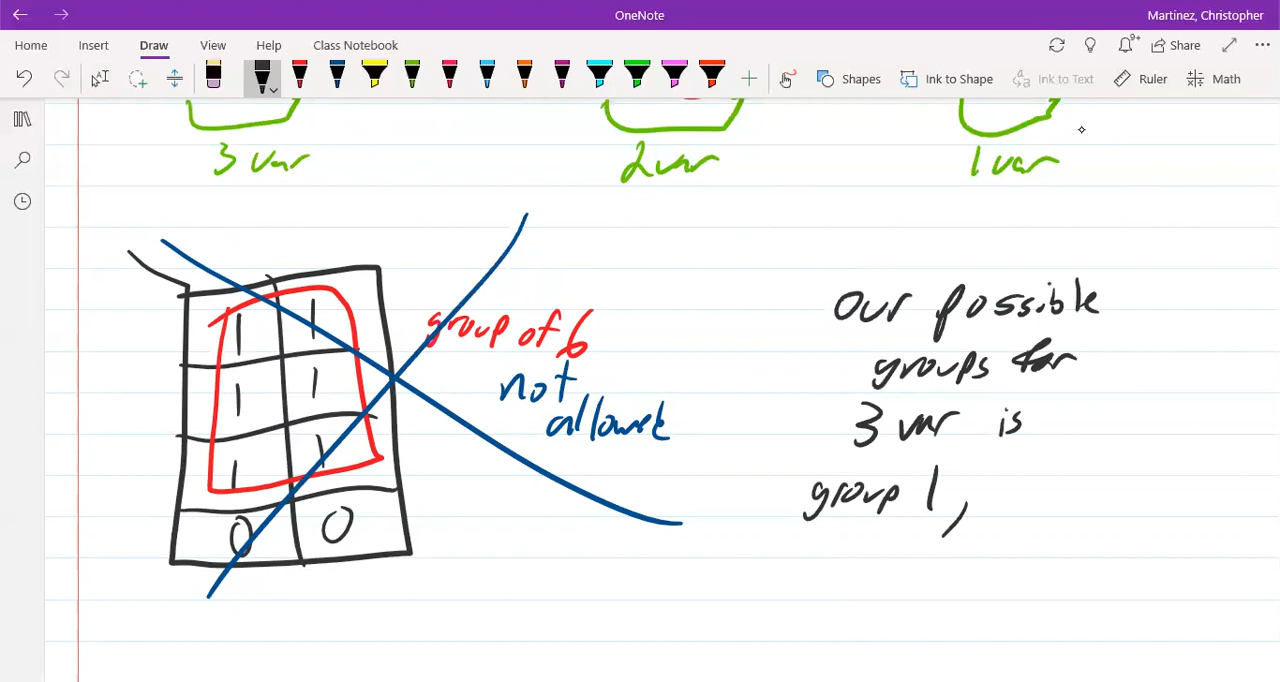 OneNote
Martinez, Christopher
Home Insert Draw View Help Class Notebook
Share
Shapes Ink to Shape Ink to Text Ruler Math
3 var 2 var 1 var
1 1
1 1
1 1
0 0
group of 6
not
allowed
Our possible
groups for
3 var is
group 1,